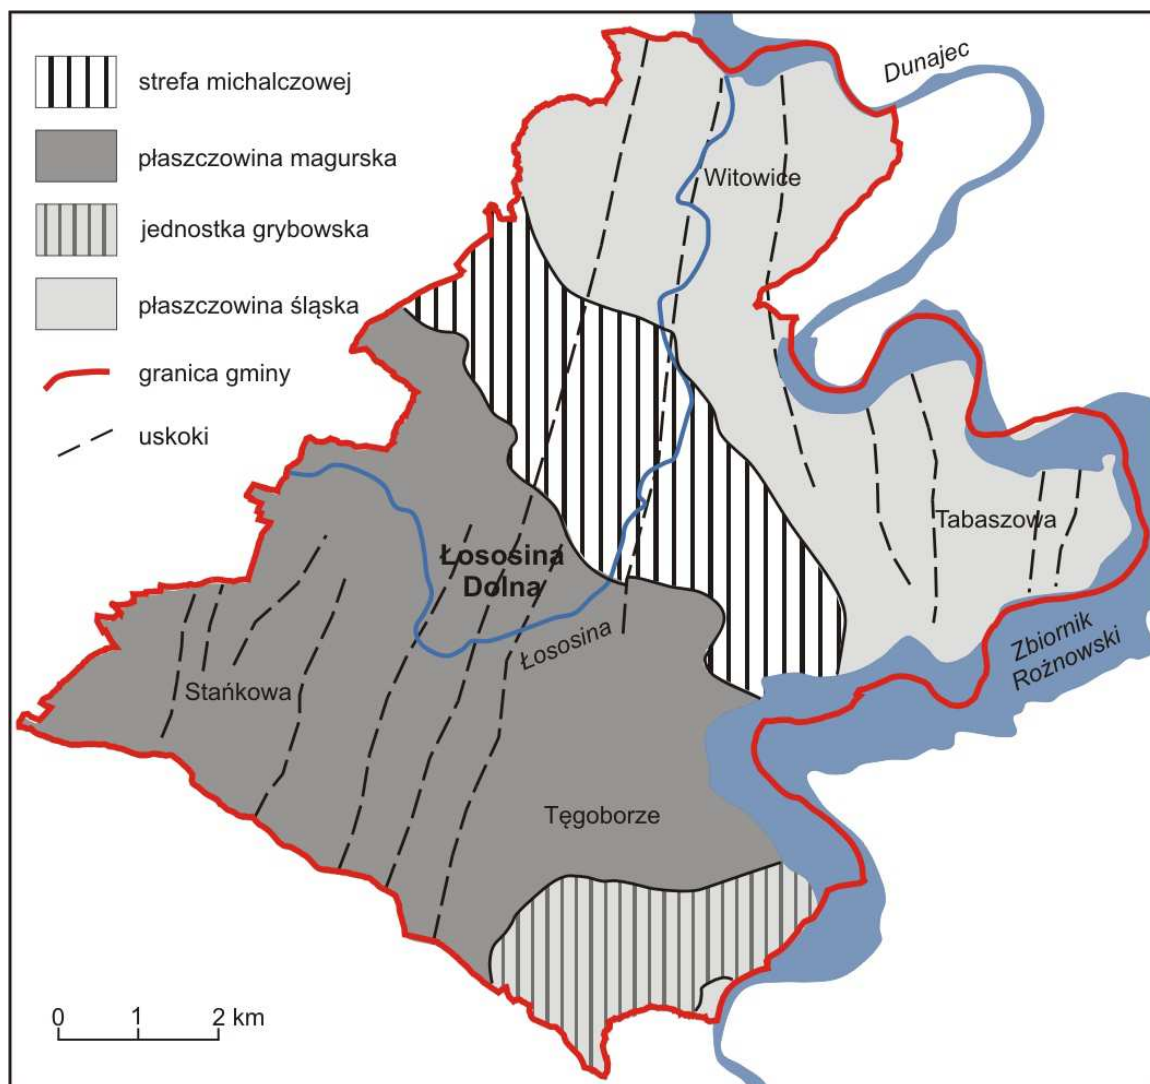 strefa michalczowej
płaszczowina magurska
jednostka grybowska
płaszczowina śląska
granica gminy
uskoki
Dunajec
Witowice
Tabaszowa
Łososina
Dolna
Łososina
Zbiornik
Rożnowski
Stańkowa
Tęgoborze
0 1 2 km